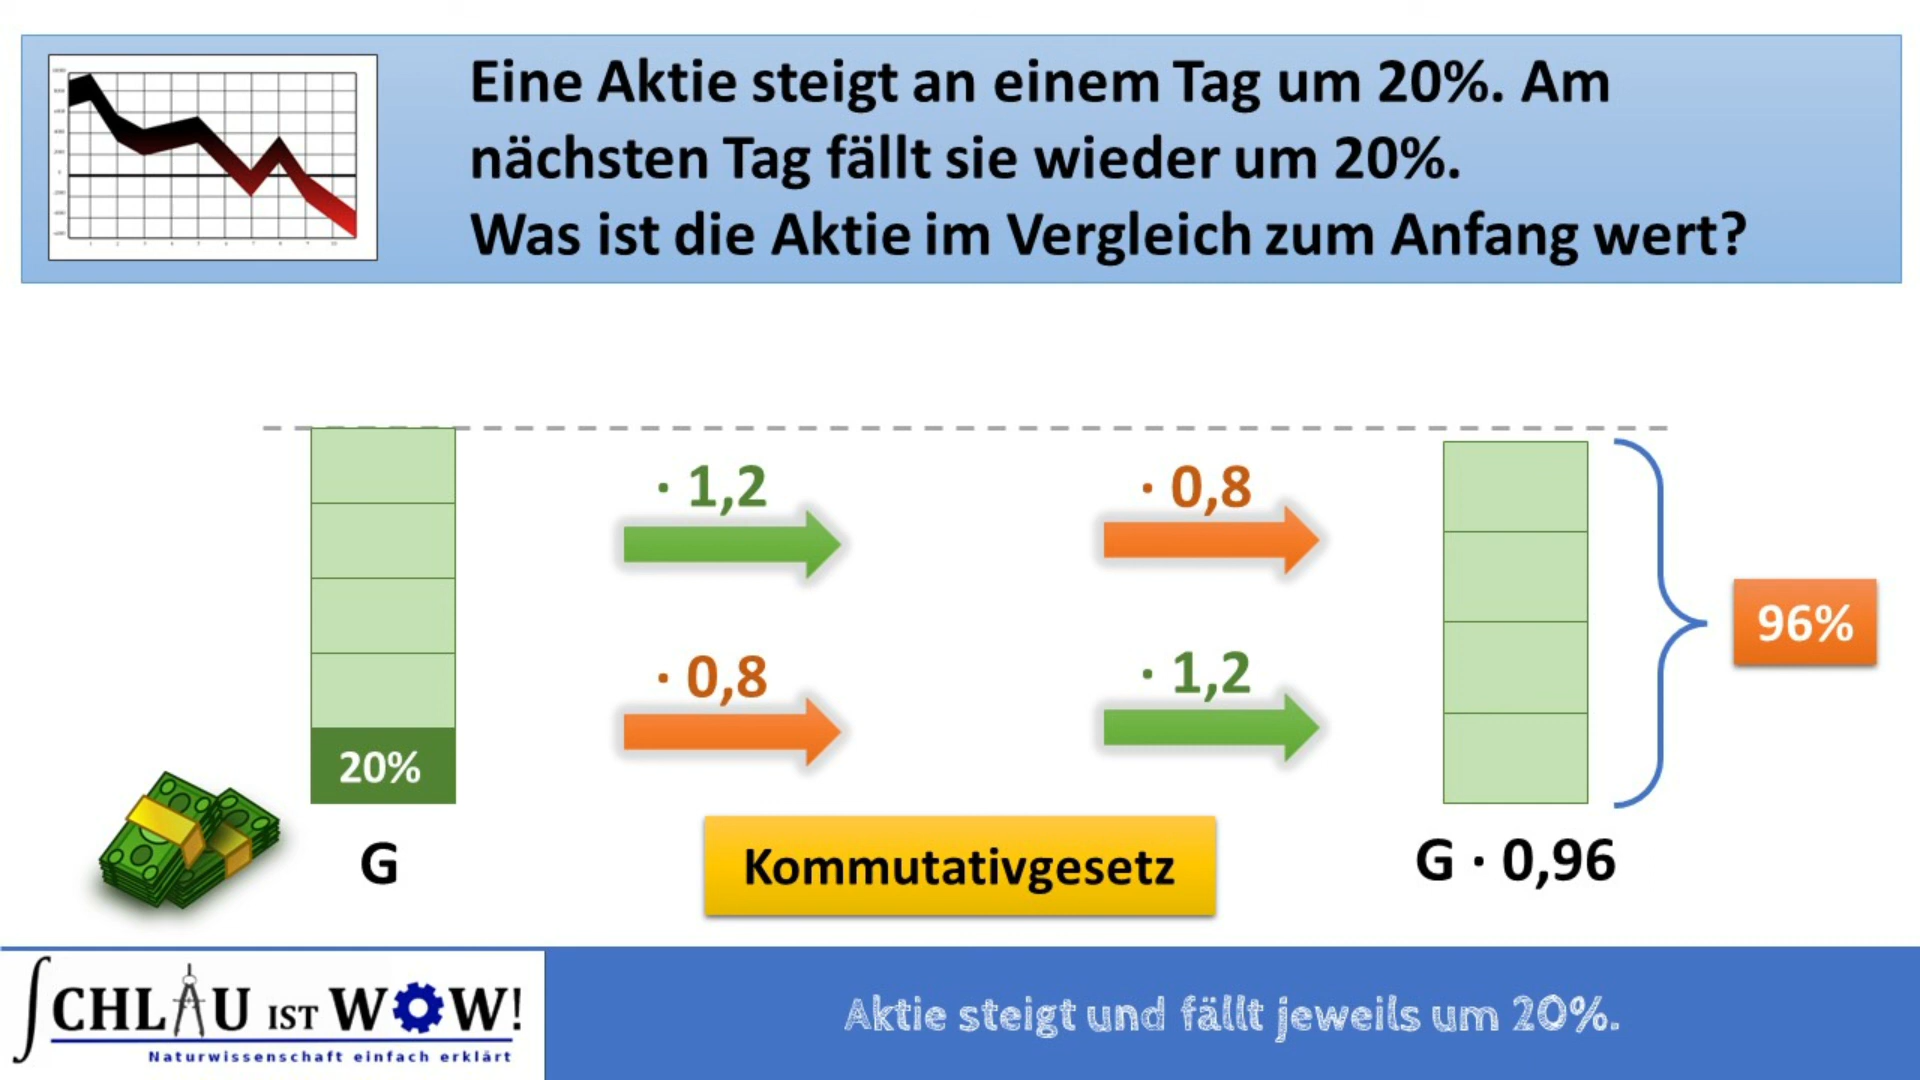 Eine Aktie steigt an einem Tag um 20%. Am
nächsten Tag fällt sie wieder um 20%.
Was ist die Aktie im Vergleich zum Anfang wert?
· 1,2
· 0,8
· 0,8
· 1,2
96%
20%
G
Kommutativgesetz
G · 0,96
SCHLAU IST WOW!
Naturwissenschaft einfach erklärt
Aktie steigt und fällt jeweils um 20%.